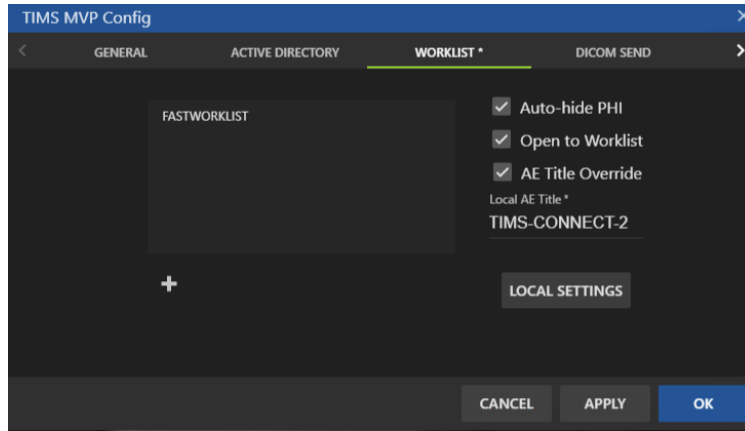 TIMS MVP Config
GENERAL ACTIVE DIRECTORY WORKLIST * DICOM SEND
FASTWORKLIST
Auto-hide PHI
Open to Worklist
AE Title Override
Local AE Title *
TIMS-CONNECT-2
LOCAL SETTINGS
CANCEL APPLY OK